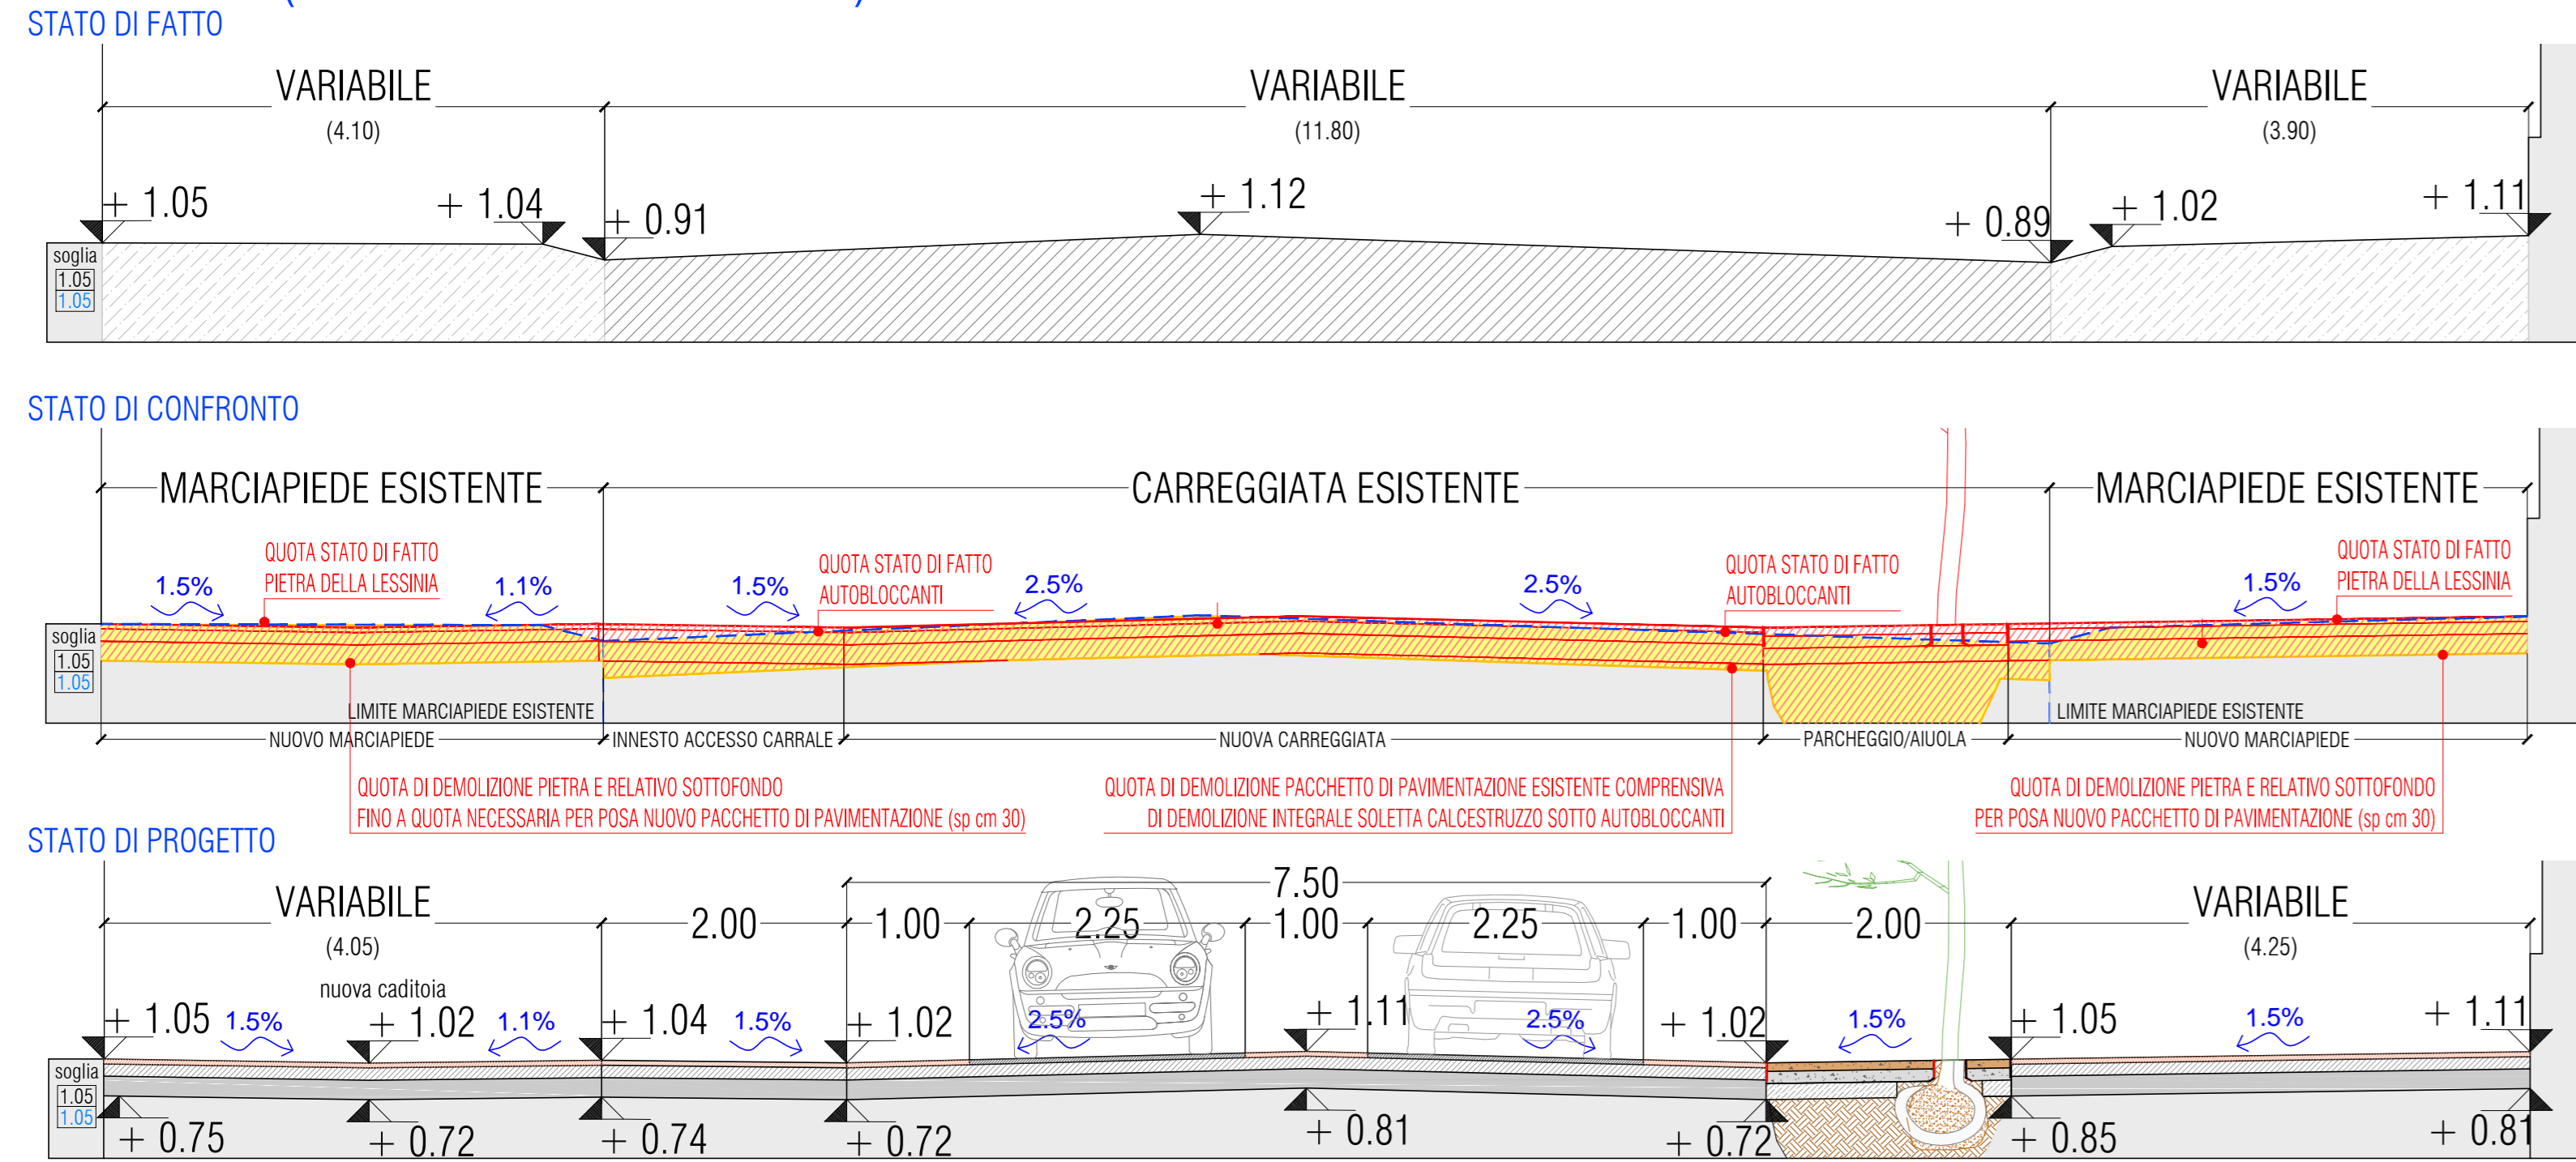 STATO DI FATTO
VARIABILE VARIABILE VARIABILE
(4.10) (11.80) (3.90)
+ 1.05 + 1.04 + 0.91 + 1.12 + 0.89 + 1.02 + 1.11
soglia
1.05
1.05
STATO DI CONFRONTO
MARCIAPIEDE ESISTENTE CARREGGIATA ESISTENTE MARCIAPIEDE ESISTENTE
QUOTA STATO DI FATTO
PIETRA DELLA LESSINIA
QUOTA STATO DI FATTO
AUTOBLOCCANTI
QUOTA STATO DI FATTO
AUTOBLOCCANTI
QUOTA STATO DI FATTO
PIETRA DELLA LESSINIA
1.5% 1.1% 1.5% 2.5% 2.5% 1.5%
soglia
1.05
1.05
LIMITE MARCIAPIEDE ESISTENTE LIMITE MARCIAPIEDE ESISTENTE
NUOVO MARCIAPIEDE INNESTO ACCESSO CARRALE NUOVA CARREGGIATA PARCHEGGIO/AIUOLA NUOVO MARCIAPIEDE
QUOTA DI DEMOLIZIONE PIETRA E RELATIVO SOTTOFONDO
FINO A QUOTA NECESSARIA PER POSA NUOVO PACCHETTO DI PAVIMENTAZIONE (sp cm 30)
QUOTA DI DEMOLIZIONE PACCHETTO DI PAVIMENTAZIONE ESISTENTE COMPRENSIVA
DI DEMOLIZIONE INTEGRALE SOLETTA CALCESTRUZZO SOTTO AUTOBLOCCANTI
QUOTA DI DEMOLIZIONE PIETRA E RELATIVO SOTTOFONDO
PER POSA NUOVO PACCHETTO DI PAVIMENTAZIONE (sp cm 30)
STATO DI PROGETTO
7.50
VARIABILE 2.00 1.00 2.25 1.00 2.25 1.00 2.00 VARIABILE
(4.05) (4.25)
nuova caditoia
+ 1.05 1.5% + 1.02 1.1% + 1.04 1.5% + 1.02 2.5% + 1.11 2.5% + 1.02 1.5% + 1.05 1.5% + 1.11
soglia
1.05
1.05
+ 0.75 + 0.72 + 0.74 + 0.72 + 0.81 + 0.72 + 0.85 + 0.81